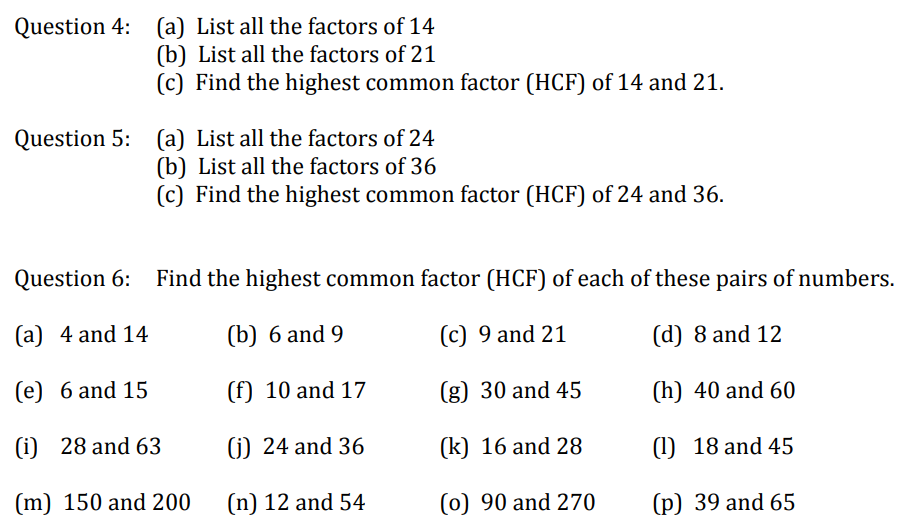 Question 4: (a) List all the factors of 14
(b) List all the factors of 21
(c) Find the highest common factor (HCF) of 14 and 21.
Question 5: (a) List all the factors of 24
(b) List all the factors of 36
(c) Find the highest common factor (HCF) of 24 and 36.
Question 6: Find the highest common factor (HCF) of each of these pairs of numbers.
(a) 4 and 14 (b) 6 and 9 (c) 9 and 21 (d) 8 and 12
(e) 6 and 15 (f) 10 and 17 (g) 30 and 45 (h) 40 and 60
(i) 28 and 63 (j) 24 and 36 (k) 16 and 28 (l) 18 and 45
(m) 150 and 200 (n) 12 and 54 (o) 90 and 270 (p) 39 and 65